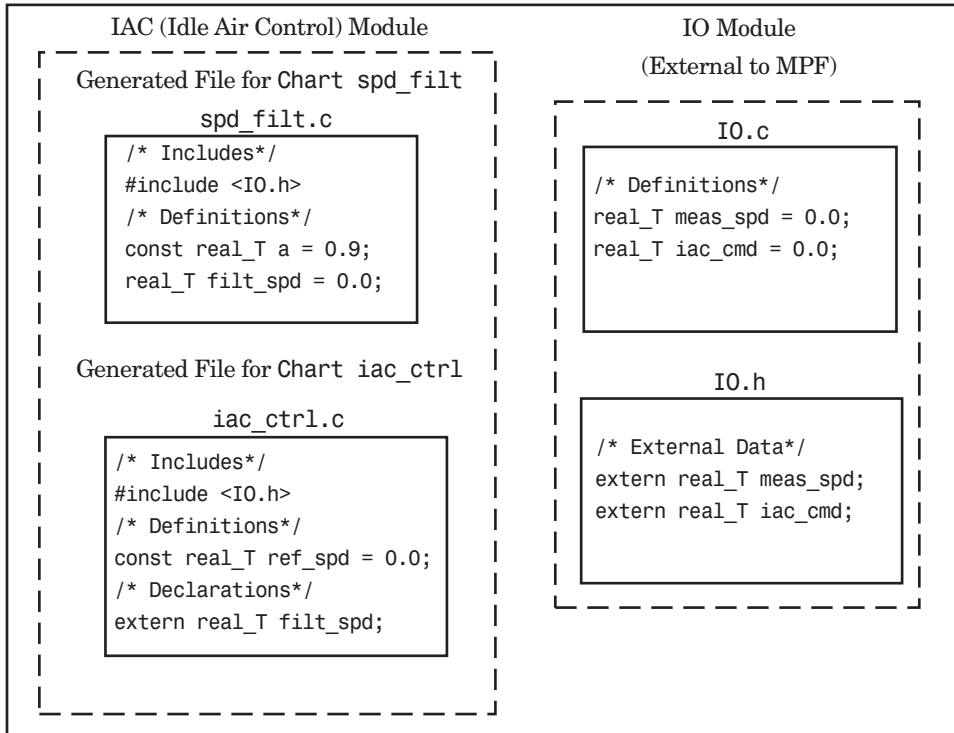 IAC (Idle Air Control) Module
Generated File for Chart spd_filt
spd_filt.c
/* Includes*/
#include <IO.h>
/* Definitions*/
const real_T a = 0.9;
real_T filt_spd = 0.0;
Generated File for Chart iac_ctrl
iac_ctrl.c
/* Includes*/
#include <IO.h>
/* Definitions*/
const real_T ref_spd = 0.0;
/* Declarations*/
extern real_T filt_spd;
IO Module
(External to MPF)
IO.c
/* Definitions*/
real_T meas_spd = 0.0;
real_T iac_cmd = 0.0;
IO.h
/* External Data*/
extern real_T meas_spd;
extern real_T iac_cmd;